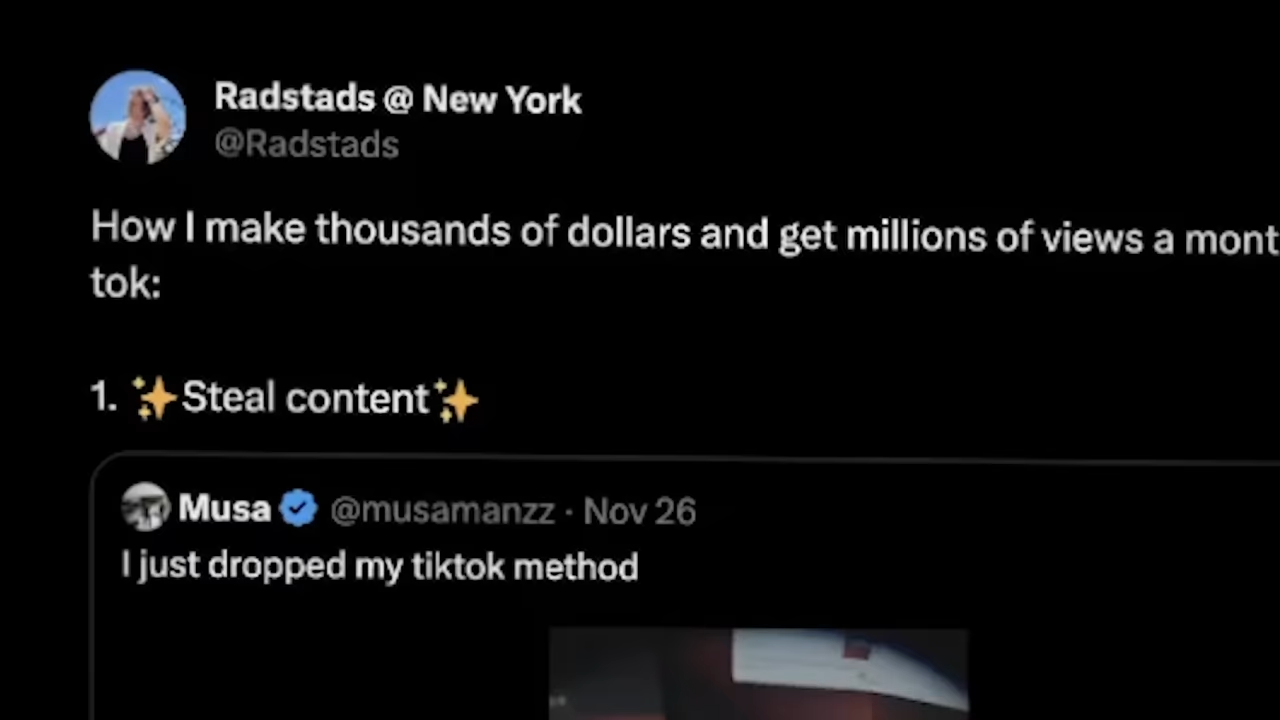 Radstads @ New York
@Radstads
How I make thousands of dollars and get millions of views a mont
tok:
1. ✨Steal content✨
Musa @musamanzz · Nov 26
I just dropped my tiktok method